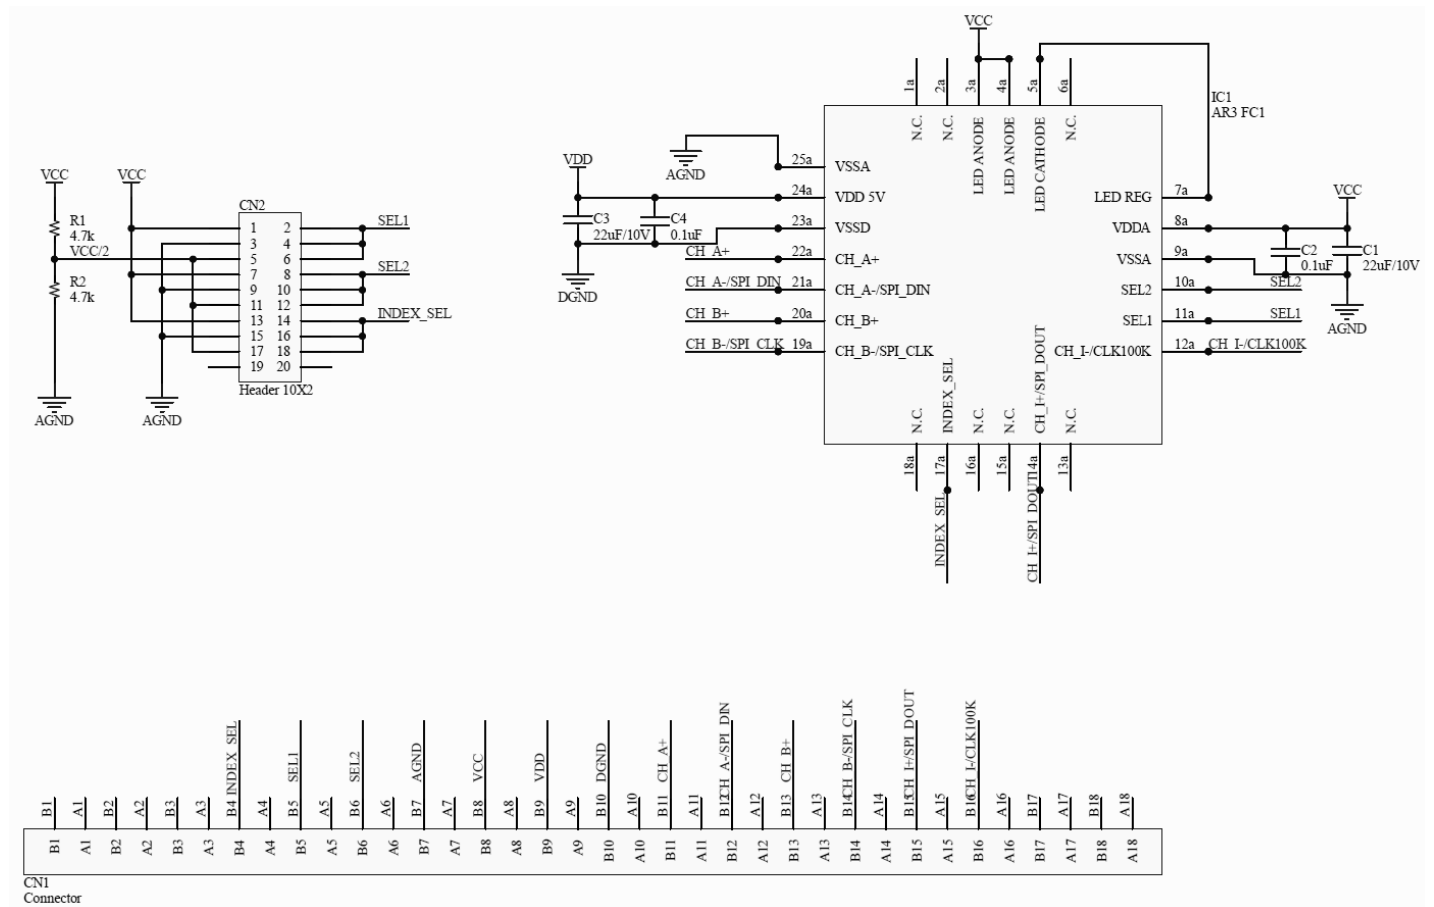 VCC
VCC
CN2
R1
4.7k
VCC/2
R2
4.7k
1 2
3 4
5 6
7 8
9 10
11 12
13 14
15 16
17 18
19 20
SEL1
SEL2
INDEX_SEL
Header 10X2
AGND
AGND
VDD
C3
22uF/10V
C4
0.1uF
DGND
AGND
CH_A+
CH_A-/SPI_DIN
CH_B+
CH_B-/SPI_CLK
25a
24a
23a
22a
21a
20a
19a
VSSA
VDD 5V
VSSD
CH_A+
CH_A-/SPI_DIN
CH_B+
CH_B-/SPI_CLK
VCC
1a
2a
3a
4a
5a
6a
N.C.
N.C.
LED ANODE
LED ANODE
LED CATHODE
N.C.
IC1
AR3 FC1
LED REG
VDDA
VSSA
SEL2
SEL1
CH_I-/CLK100K
7a
8a
9a
10a
11a
12a
VCC
C2
0.1uF
C1
22uF/10V
SEL2
SEL1
CH_I-/CLK100K
AGND
N.C.
INDEX_SEL
N.C.
N.C.
CH_I+/SPI_DOUT
N.C.
18a
17a
16a
15a
14a
13a
INDEX_SEL
CH_I+/SPI_DOUT
INDEX_SEL
SEL1
SEL2
AGND
VCC
VDD
DGND
CH_A+
CH_A-/SPI_DIN
CH_B+
CH_B-/SPI_CLK
CH_I+/SPI_DOUT
CH_I-/CLK100K
B1 A1 B2 A2 B3 A3 B4 A4 B5 A5 B6 A6 B7 A7 B8 A8 B9 A9 B10 A10 B11 A11 B12 A12 B13 A13 B14 A14 B15 A15 B16 A16 B17 A17 B18 A18
B1 A1 B2 A2 B3 A3 B4 A4 B5 A5 B6 A6 B7 A7 B8 A8 B9 A9 B10 A10 B11 A11 B12 A12 B13 A13 B14 A14 B15 A15 B16 A16 B17 A17 B18 A18
CN1
Connector